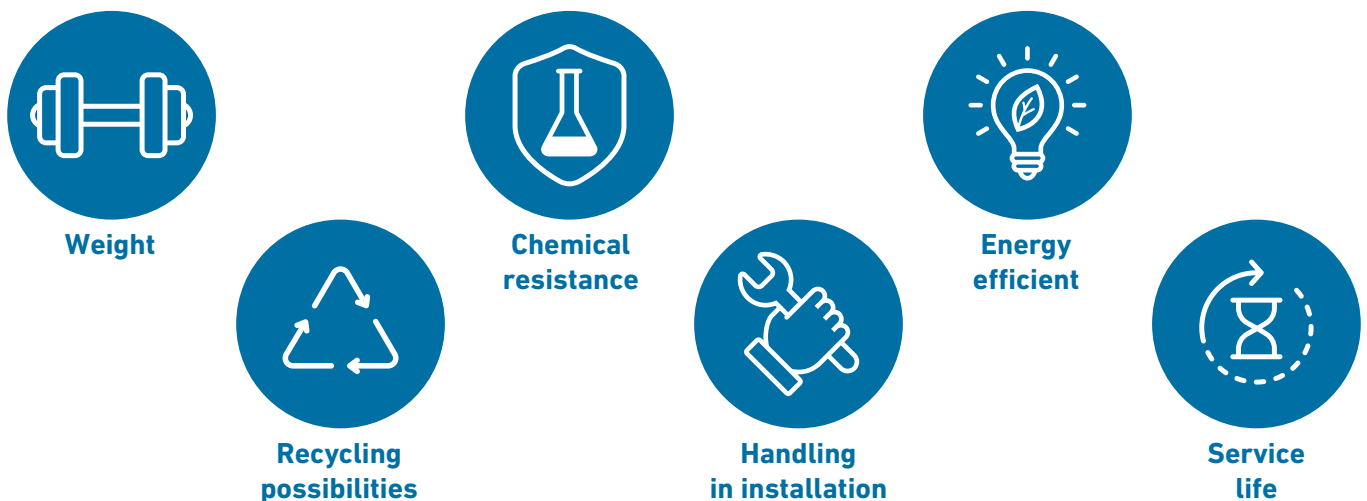 Weight
Chemical
resistance
Energy
efficient
Recycling
possibilities
Handling
in installation
Service
life